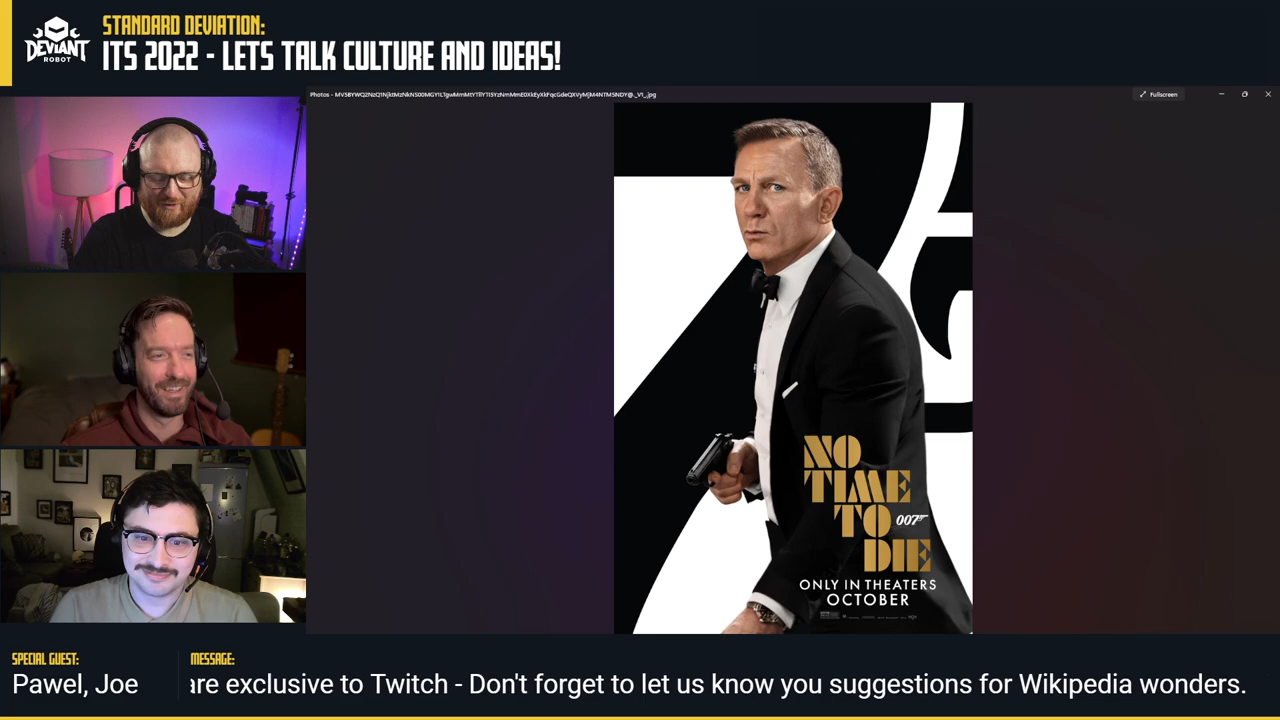 DEVIANT
ROBOT
STANDARD DEVIATION:
ITS 2022 - LETS TALK CULTURE AND IDEAS!
Fullscreen
NO
TIME
TO
007
DIE
ONLY IN THEATERS
OCTOBER
SPECIAL GUEST:
Pawel, Joe
MESSAGE:
are exclusive to Twitch - Don't forget to let us know you suggestions for Wikipedia wonders.